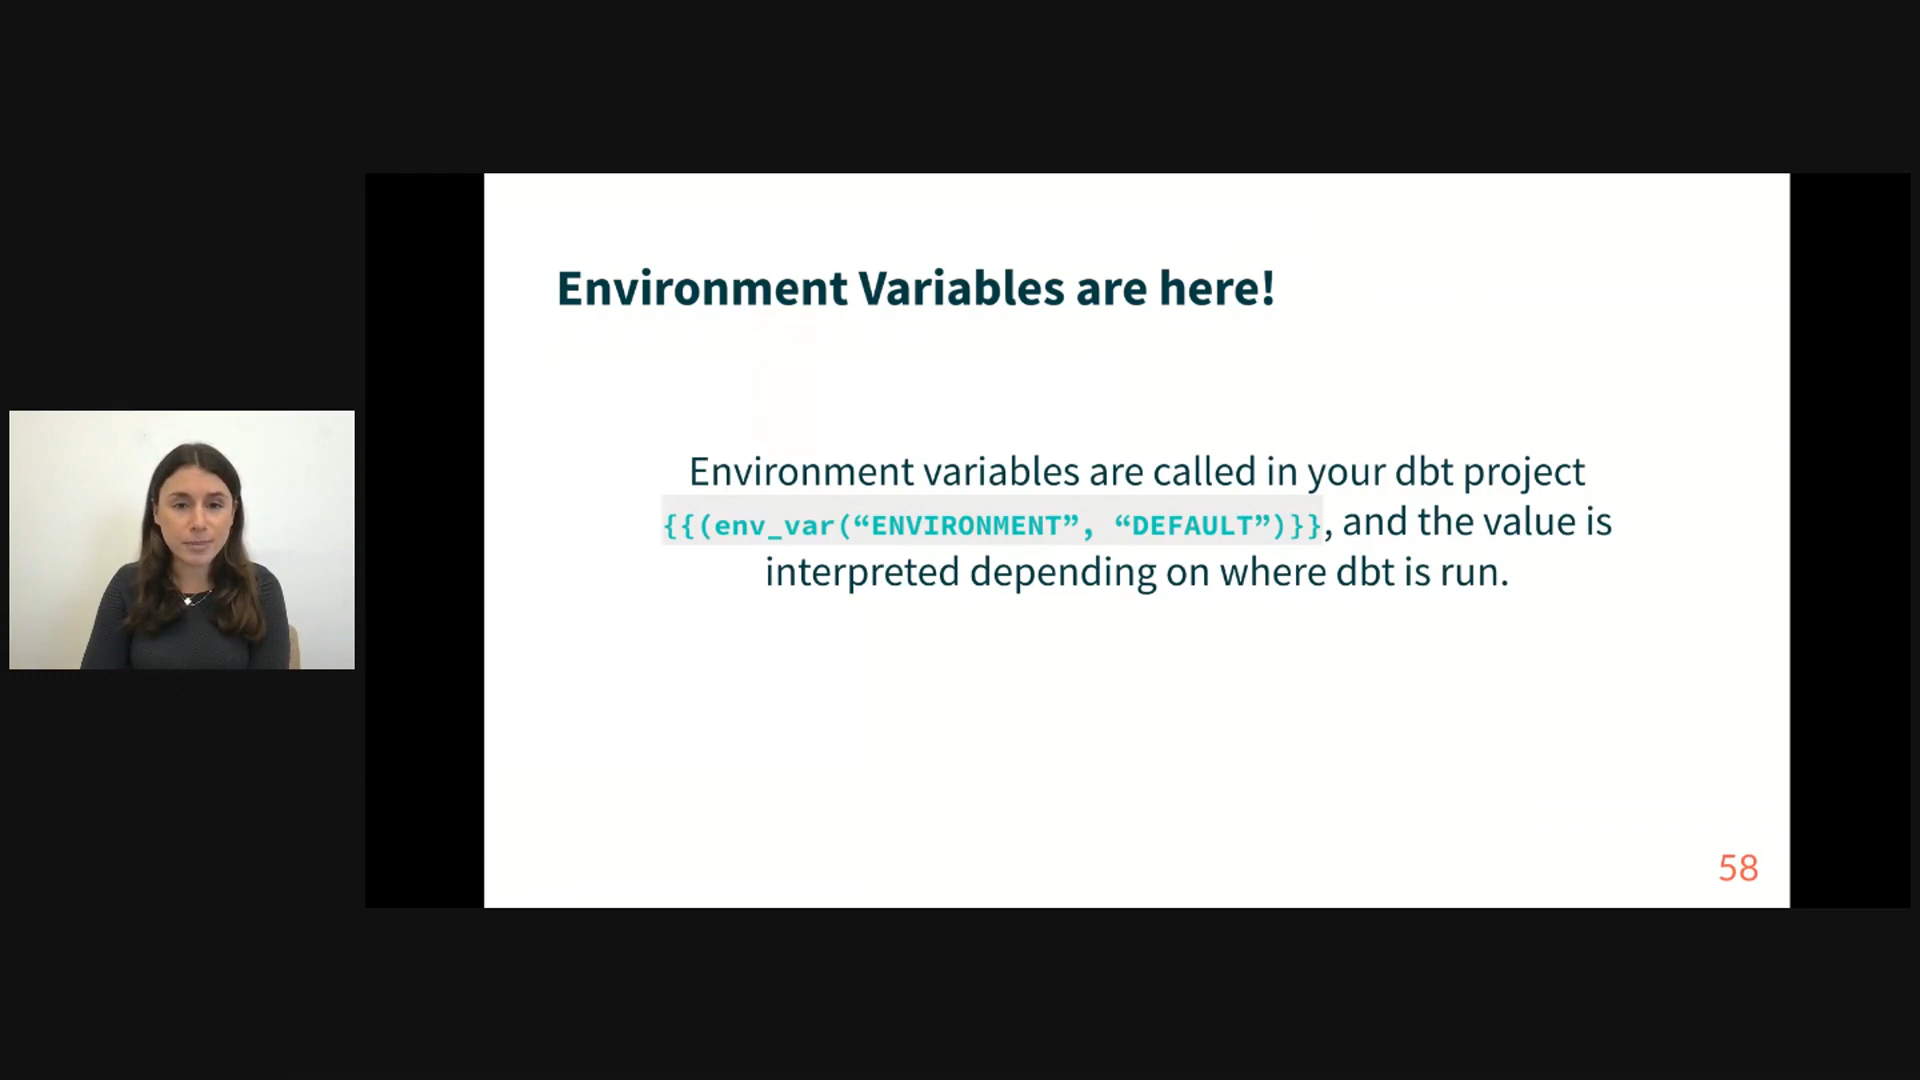 Environment Variables are here!
Environment variables are called in your dbt project
{{(env_var(“ENVIRONMENT”, “DEFAULT”)}}, and the value is
interpreted depending on where dbt is run.
58